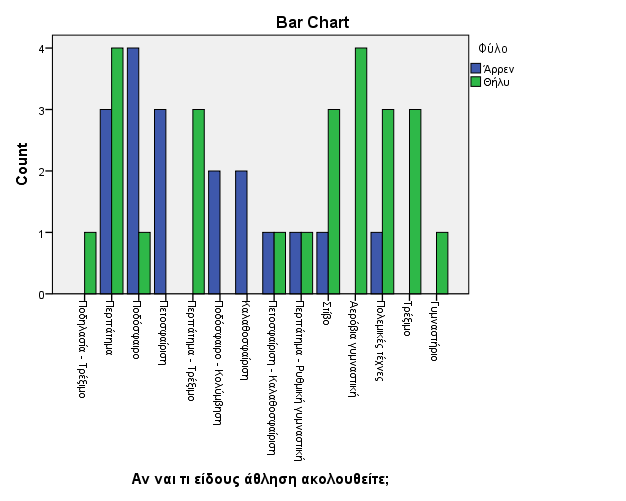 Bar Chart
Φύλο
Άρρεν
Θήλυ
Count
4
3
2
1
0
Ποδηλασία - Τρέξιμο
Περπάτημα
Ποδόσφαιρο
Πετοσφαίριση
Περπάτημα - Τρέξιμο
Ποδόσφαιρο - Κολύμβηση
Καλαθοσφαίριση
Πετοσφαίριση - Καλαθοσφαίριση
Περπάτημα - Ρυθμική γυμναστική
Στίβο
Αερόβια γυμναστική
Πολεμικές τέχνες
Τρέξιμο
Γυμναστήριο
Αν ναι τι είδους άθληση ακολουθείτε;